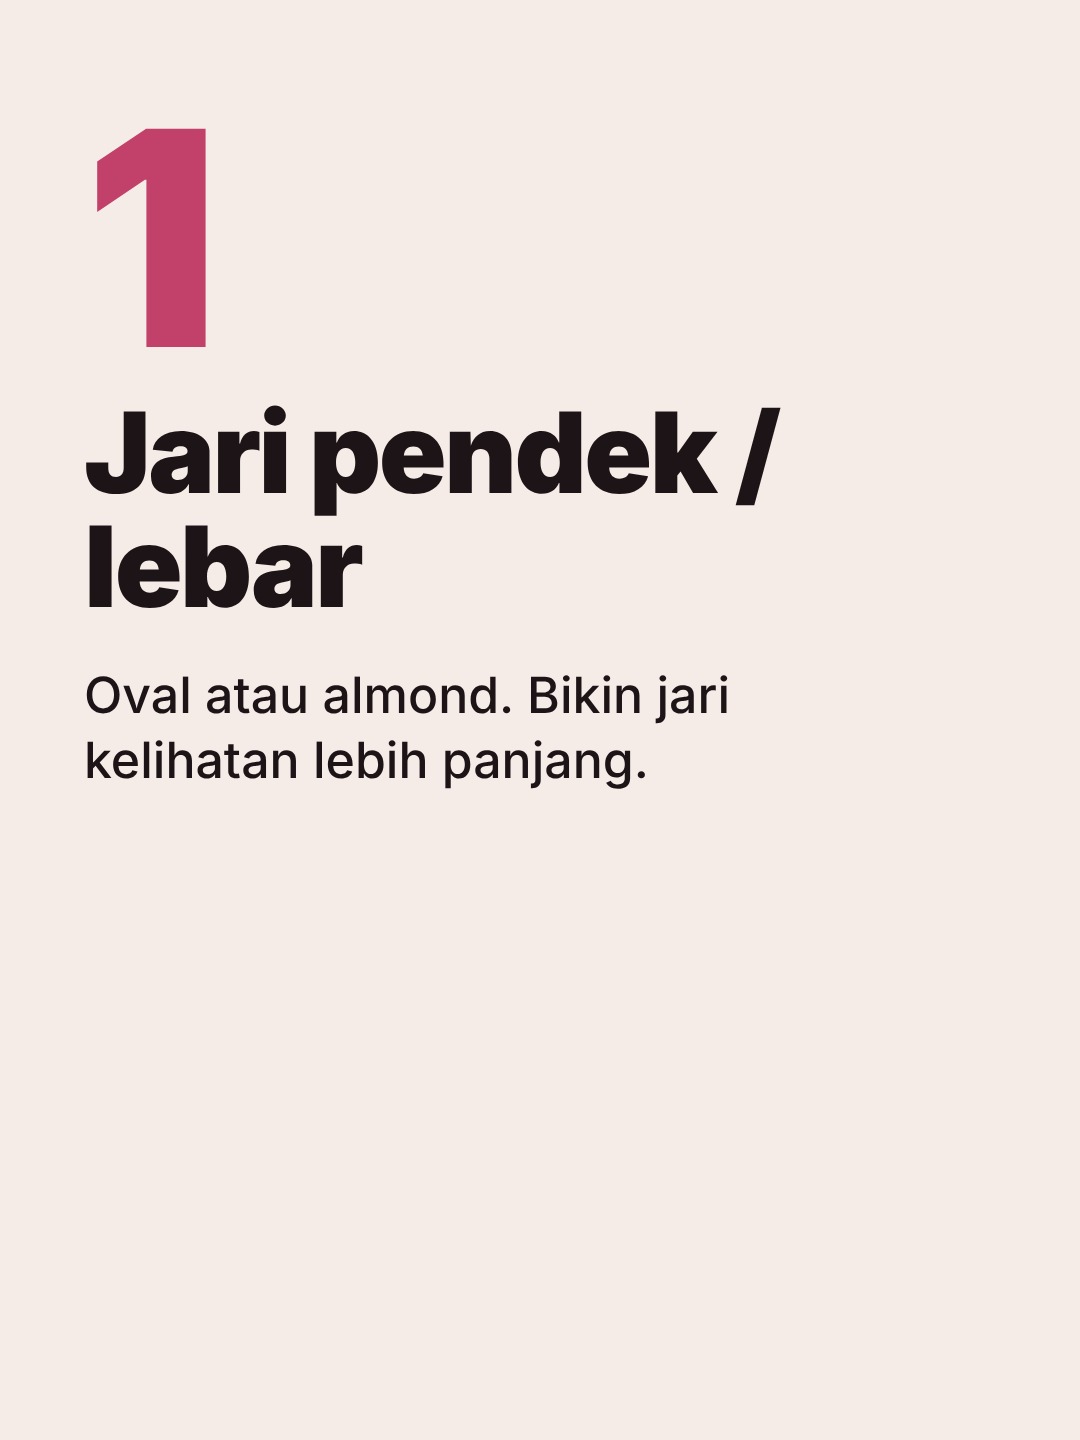 1
Jari pendek /
lebar
Oval atau almond. Bikin jari
kelihatan lebih panjang.